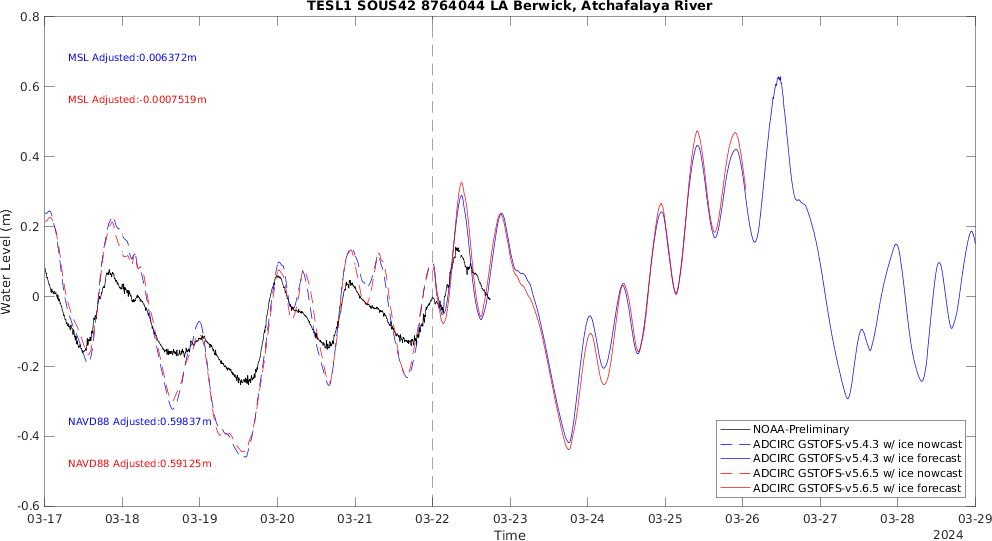 TESL1 SOUS42 8764044 LA Berwick, Atchafalaya River
0.8
0.6
0.4
0.2
0
-0.2
-0.4
-0.6
Water Level (m)
MSL Adjusted:0.006372m
MSL Adjusted:-0.0007519m
NAVD88 Adjusted:0.59837m
NAVD88 Adjusted:0.59125m
NOAA-Preliminary
ADCIRC GSTOFS-v5.4.3 w/ ice nowcast
ADCIRC GSTOFS-v5.4.3 w/ ice forecast
ADCIRC GSTOFS-v5.6.5 w/ ice nowcast
ADCIRC GSTOFS-v5.6.5 w/ ice forecast
03-17 03-18 03-19 03-20 03-21 03-22 03-23 03-24 03-25 03-26 03-27 03-28 03-29
Time
2024